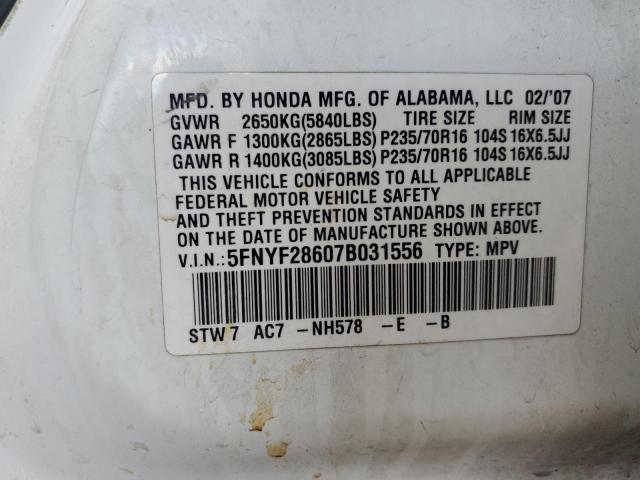 MFD. BY HONDA MFG. OF ALABAMA, LLC 02/'07
GVWR 2650KG(5840LBS) TIRE SIZE RIM SIZE
GAWR F 1300KG(2865LBS) P235/70R16 104S 16X6.5JJ
GAWR R 1400KG(3085LBS) P235/70R16 104S 16X6.5JJ
THIS VEHICLE CONFORMS TO ALL APPLICABLE
FEDERAL MOTOR VEHICLE SAFETY
AND THEFT PREVENTION STANDARDS IN EFFECT
ON THE DATE OF MANUFACTURE SHOWN ABOVE.
V.I.N.: 5FNYF28607B031556 TYPE: MPV
STW7 AC7 -NH578 -E -B